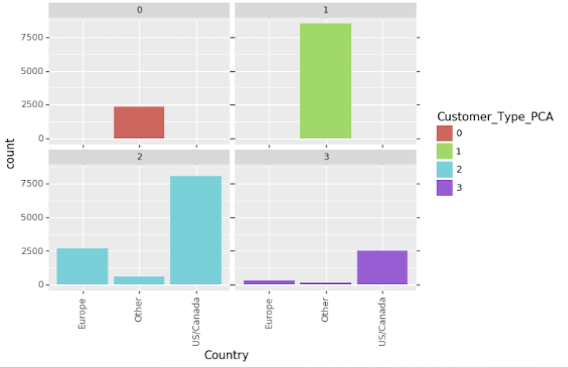 0
1
7500
5000
2500
0
2
3
7500
5000
2500
0
count
Europe
Other
US/Canada
Europe
Other
US/Canada
Country
Customer_Type_PCA
0
1
2
3